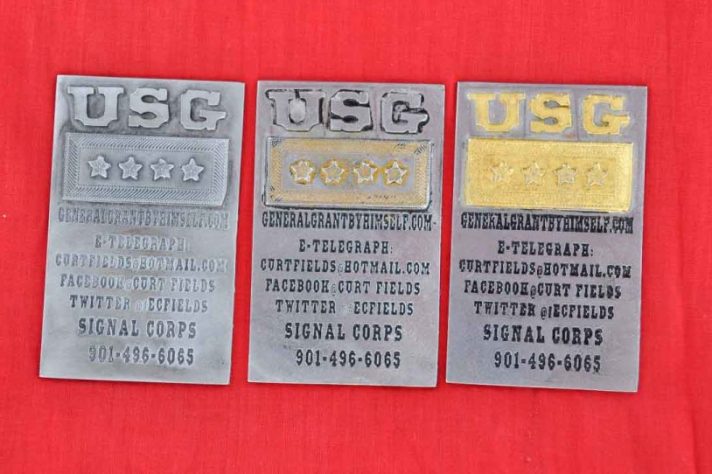 USG
GENERALGRANTBYHIMSELF.COM
E-TELEGRAPH:
CURTFIELDS@HOTMAIL.COM
FACEBOOK@CURT FIELDS
TWITTER @ECFIELDS
SIGNAL CORPS
901-496-6065
USG
GENERALGRANTBYHIMSELF.COM
E-TELEGRAPH:
CURTFIELDS@HOTMAIL.COM
FACEBOOK@CURT FIELDS
TWITTER @ECFIELDS
SIGNAL CORPS
901-496-6065
USG
GENERALGRANTBYHIMSELF.COM
E-TELEGRAPH:
CURTFIELDS@HOTMAIL.COM
FACEBOOK@CURT FIELDS
TWITTER @ECFIELDS
SIGNAL CORPS
901-496-6065